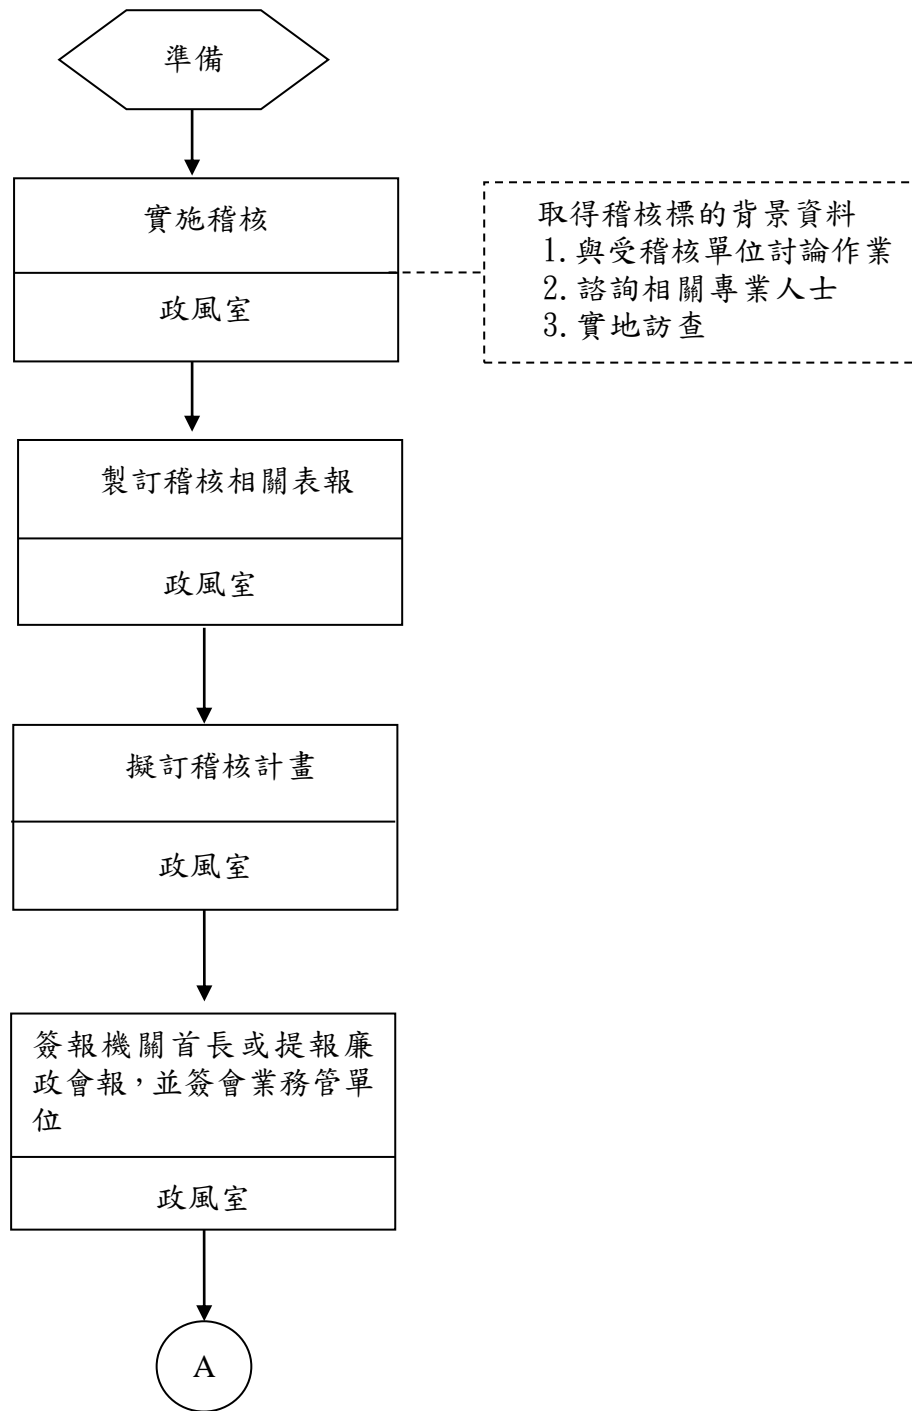 準備
實施稽核
政風室
取得稽核標的背景資料
1.與受稽核單位討論作業
2.諮詢相關專業人士
3.實地訪查
製訂稽核相關表報
政風室
擬訂稽核計畫
政風室
簽報機關首長或提報廉
政會報，並簽會業務管單
位
政風室
A